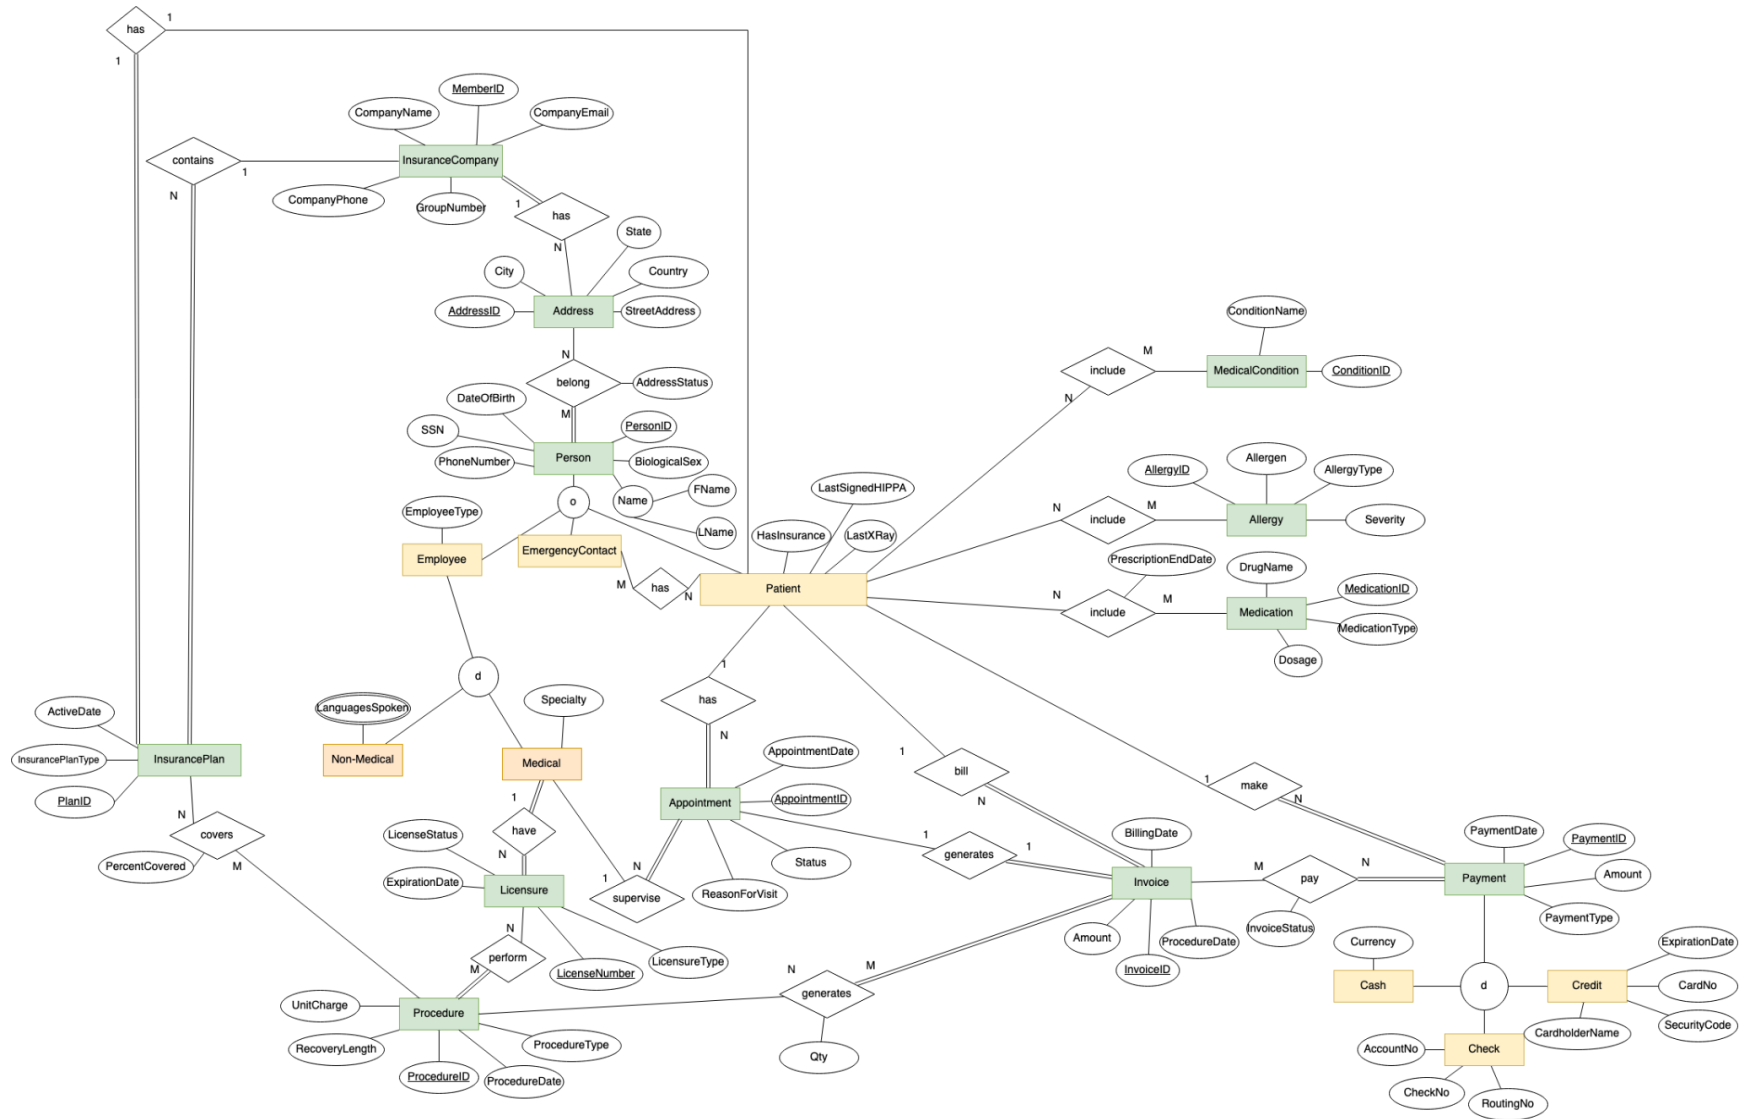 has
1
1
MemberID
CompanyName
CompanyEmail
contains
1
N
InsuranceCompany
CompanyPhone
GroupNumber
1
has
N
State
City
Country
AddressID
Address
StreetAddress
N
belong
AddressStatus
M
DateOfBirth
SSN
PersonID
Person
PhoneNumber
BiologicalSex
o
Name
FName
LName
EmployeeType
Employee
EmergencyContact
M
has
N
HasInsurance
LastSignedHIPPA
LastXRay
Patient
ConditionName
M
include
N
MedicalCondition
ConditionID
AllergyID
Allergen
AllergyType
N
include
M
Allergy
Severity
PrescriptionEndDate
DrugName
MedicationID
N
include
M
Medication
MedicationType
Dosage
d
LanguagesSpoken
Specialty
Non-Medical
Medical
1
has
N
ActiveDate
InsurancePlanType
InsurancePlan
PlanID
N
covers
PercentCovered
M
1
have
N
LicenseStatus
ExpirationDate
Licensure
1
supervise
N
AppointmentDate
Appointment
AppointmentID
Status
ReasonForVisit
1
bill
N
1
make
N
1
generates
1
BillingDate
Invoice
Amount
ProcedureDate
InvoiceID
M
pay
N
InvoiceStatus
PaymentDate
PaymentID
Payment
Amount
PaymentType
N
perform
M
LicenseNumber
LicensureType
UnitCharge
Procedure
RecoveryLength
ProcedureType
ProcedureID
ProcedureDate
N
generates
M
Qty
Currency
ExpirationDate
Cash
d
Credit
CardNo
CardholderName
SecurityCode
AccountNo
Check
CheckNo
RoutingNo